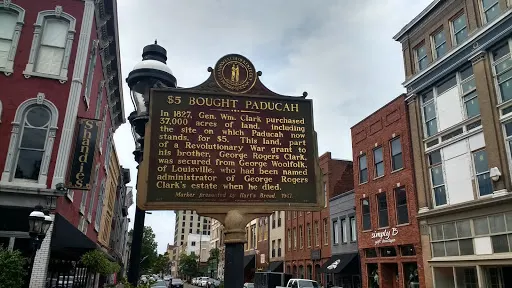 $5 BOUGHT PADUCAH
In 1827, Gen. Wm. Clark purchased
37,000 acres of land, including
the site on which Paducah now
stands, for $5. This land, part
of a Revolutionary War grant to
his brother, George Rogers Clark,
was secured from George Woolfolk,
of Louisville, who had been named
administrator of George Rogers
Clark's estate when he died.
Marker presented by Hart's Bread
Shandies
simply B
boutique